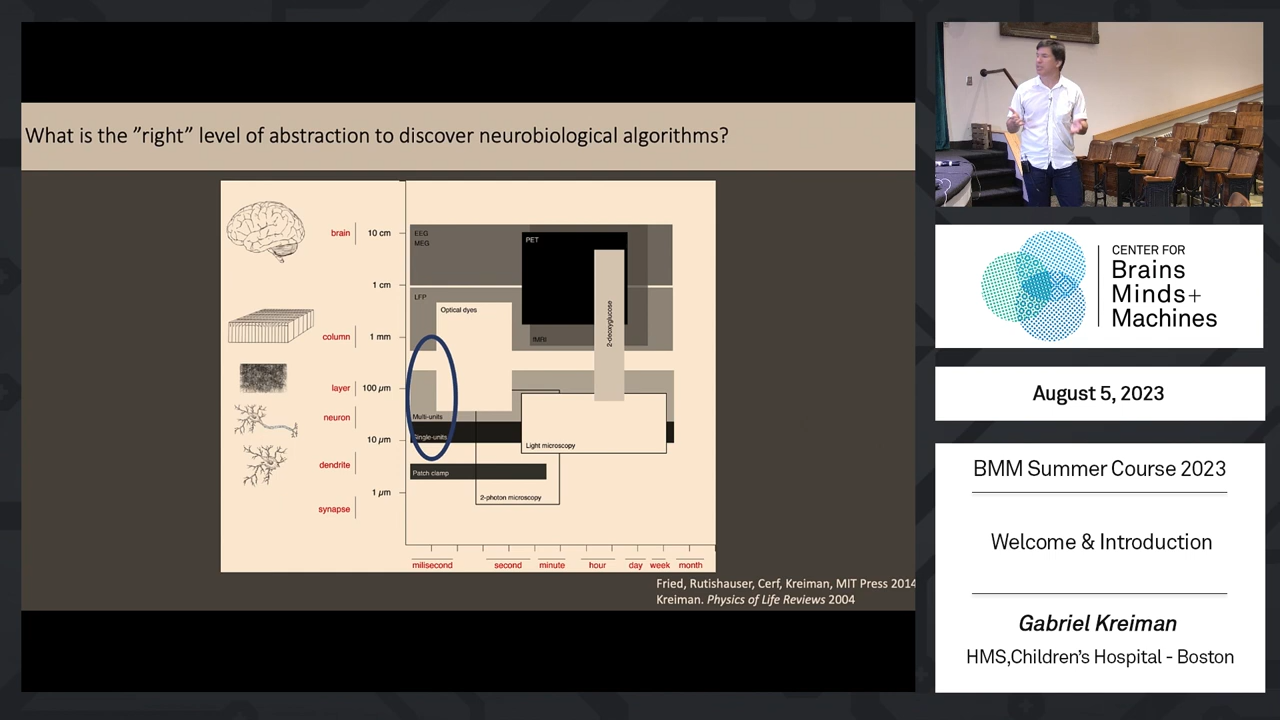 What is the ”right” level of abstraction to discover neurobiological algorithms?
brain
10 cm
EEG
MEG
PET
1 cm
LFP
Optical dyes
column
1 mm
fMRI
2-deoxyglucose
layer
100 µm
neuron
Multi-units
10 µm
Single-units
Light microscopy
dendrite
Patch clamp
1 µm
2-photon microscopy
synapse
milisecond
second
minute
hour
day
week
month
Fried, Rutishauser, Cerf, Kreiman, MIT Press 2014
Kreiman. Physics of Life Reviews 2004
CENTER FOR
Brains
Minds+
Machines
August 5, 2023
BMM Summer Course 2023
Welcome & Introduction
Gabriel Kreiman
HMS,Children’s Hospital - Boston